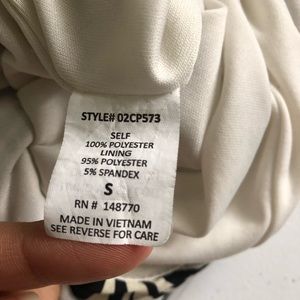 STYLE# 02CP573
SELF
100% POLYESTER
LINING
95% POLYESTER
5% SPANDEX
S
RN # 148770
MADE IN VIETNAM
SEE REVERSE FOR CARE